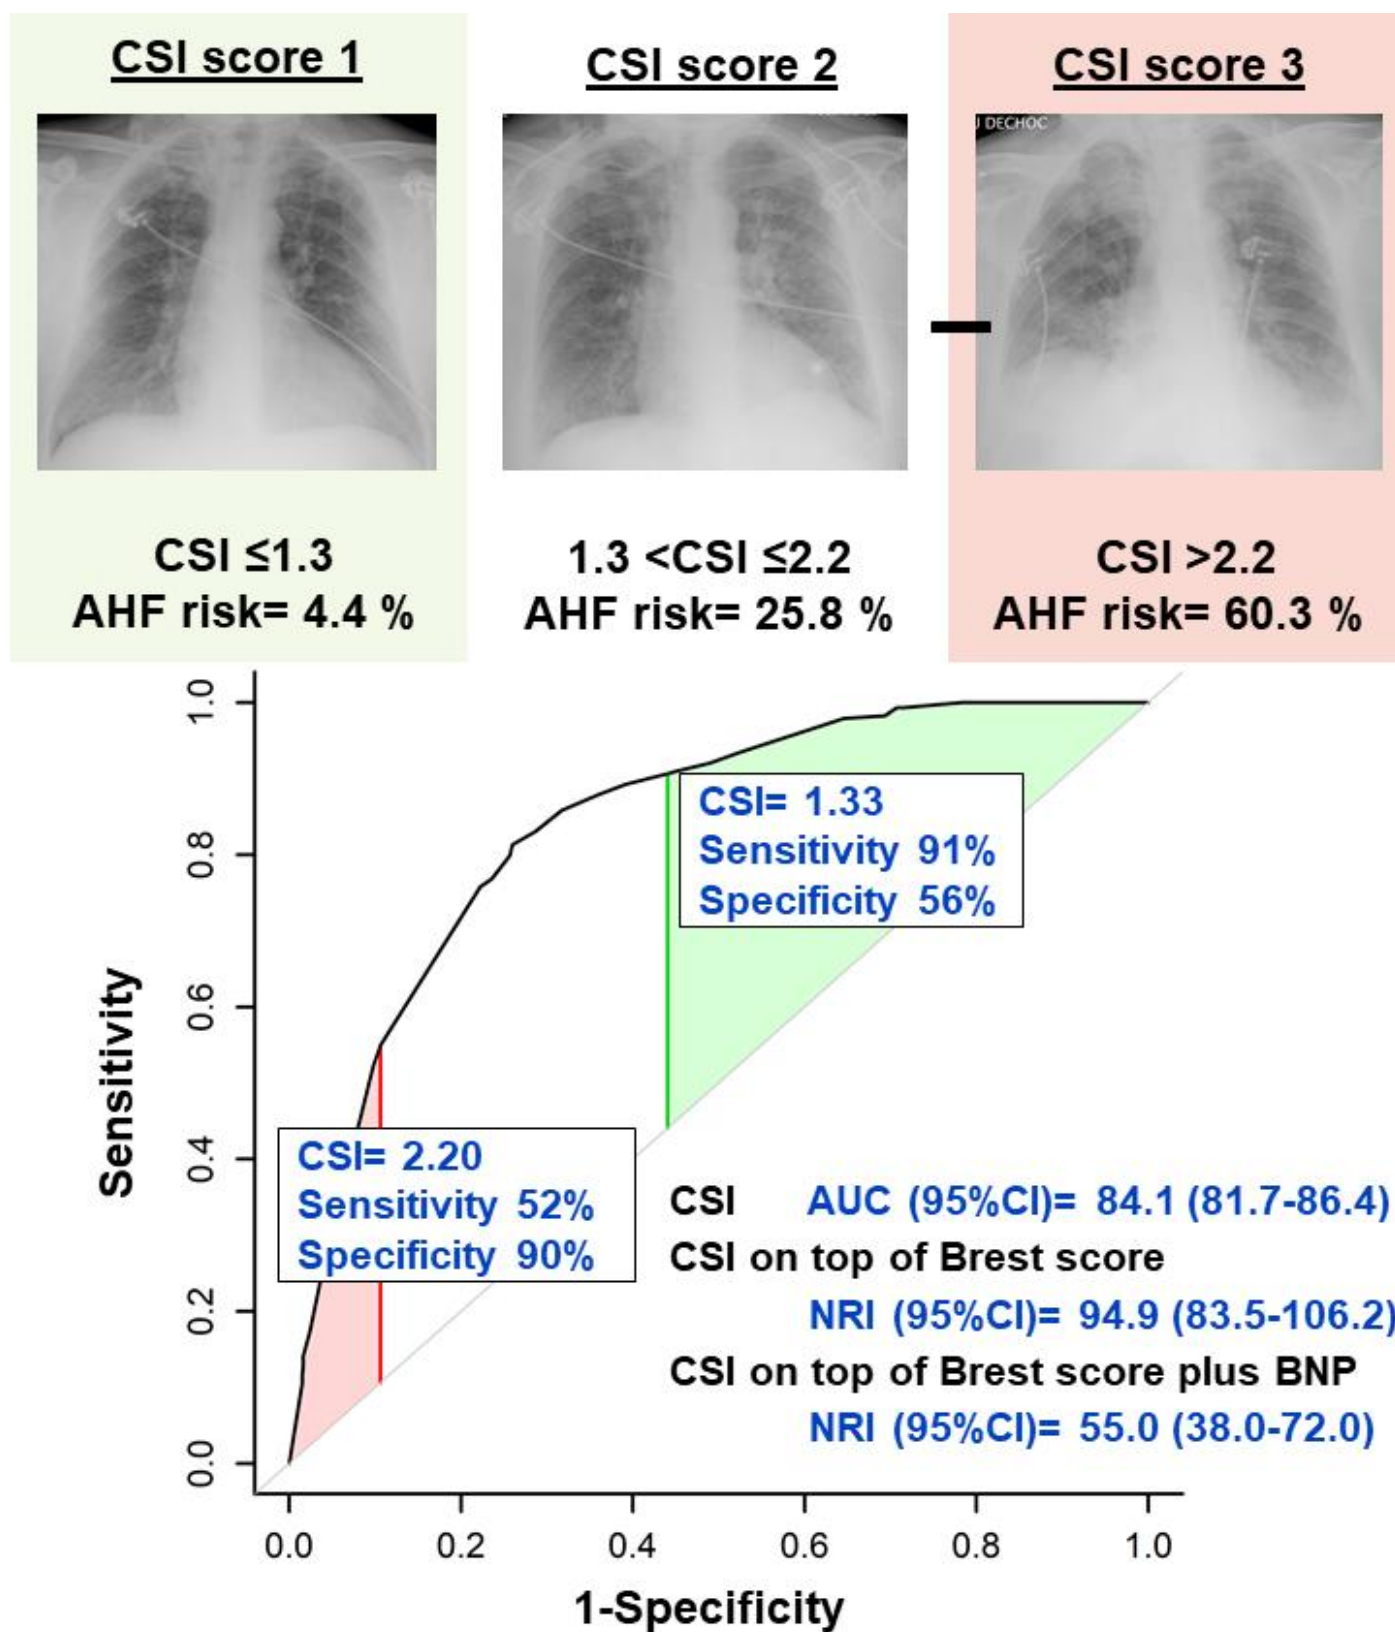 CSI score 1
CSI score 2
CSI score 3
J DECHOC
CSI ≤1.3
AHF risk= 4.4 %
1.3 <CSI ≤2.2
AHF risk= 25.8 %
CSI >2.2
AHF risk= 60.3 %
1.0
0.8
0.6
0.4
0.2
0.0
Sensitivity
CSI= 1.33
Sensitivity 91%
Specificity 56%
CSI= 2.20
Sensitivity 52%
Specificity 90%
CSI AUC (95%CI)= 84.1 (81.7-86.4)
CSI on top of Brest score
NRI (95%CI)= 94.9 (83.5-106.2)
CSI on top of Brest score plus BNP
NRI (95%CI)= 55.0 (38.0-72.0)
0.0 0.2 0.4 0.6 0.8 1.0
1-Specificity